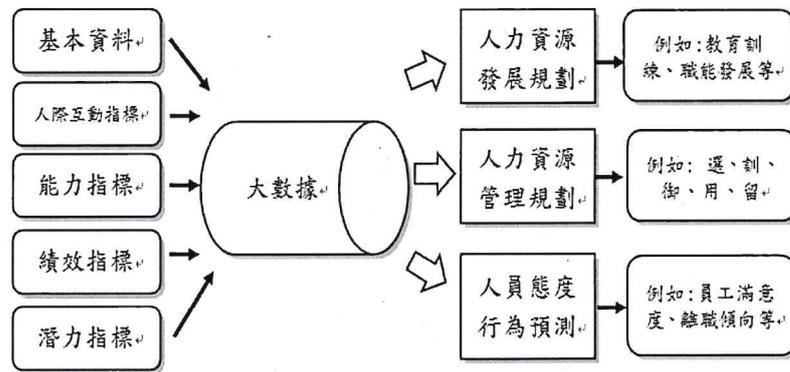 基本資料
人際互動指標
能力指標
績效指標
潛力指標
大數據
人力資源
發展規劃
例如:教育訓
練、職能發展等
人力資源
管理規劃
例如: 選、訓、
御、用、留
人員態度
行為預測
例如:員工滿意
度、離職傾向等